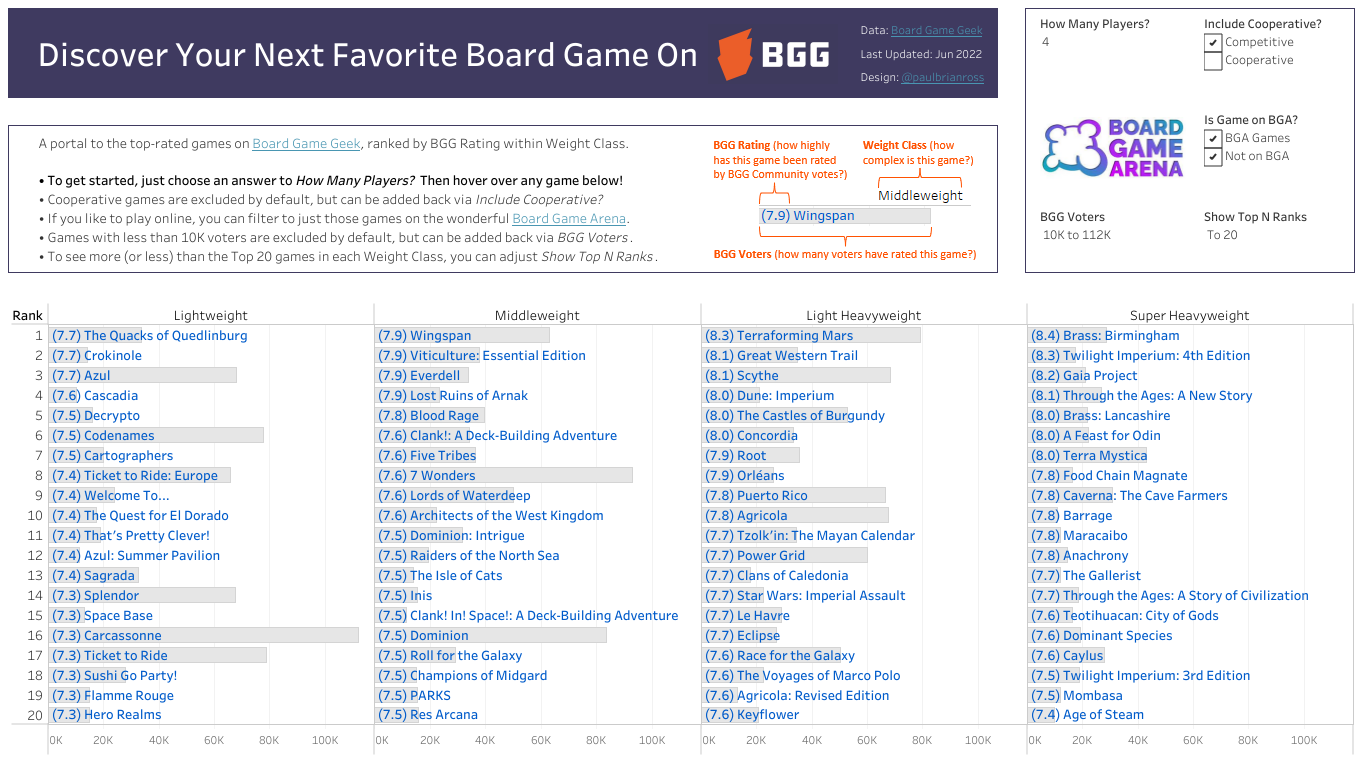 Discover Your Next Favorite Board Game On BGG
Data: Board Game Geek
Last Updated: Jun 2022
Design: @paulbrianross
How Many Players?
4
Include Cooperative?
Competitive
Cooperative
BOARD
GAME
ARENA
Is Game on BGA?
BGA Games
Not on BGA
BGG Voters
10K to 112K
Show Top N Ranks
To 20
A portal to the top-rated games on Board Game Geek, ranked by BGG Rating within Weight Class.
• To get started, just choose an answer to How Many Players? Then hover over any game below!
• Cooperative games are excluded by default, but can be added back via Include Cooperative?
• If you like to play online, you can filter to just those games on the wonderful Board Game Arena.
• Games with less than 10K voters are excluded by default, but can be added back via BGG Voters.
• To see more (or less) than the Top 20 games in each Weight Class, you can adjust Show Top N Ranks.
BGG Rating (how highly
has this game been rated
by BGG Community votes?)
Weight Class (how
complex is this game?)
Middleweight
(7.9) Wingspan
BGG Voters (how many voters have rated this game?)
Rank Lightweight Middleweight Light Heavyweight Super Heavyweight
1 (7.7) The Quacks of Quedlinburg (7.9) Wingspan (8.3) Terraforming Mars (8.4) Brass: Birmingham
2 (7.7) Crokinole (7.9) Viticulture: Essential Edition (8.1) Great Western Trail (8.3) Twilight Imperium: 4th Edition
3 (7.7) Azul (7.9) Everdell (8.1) Scythe (8.2) Gaia Project
4 (7.6) Cascadia (7.9) Lost Ruins of Arnak (8.0) Dune: Imperium (8.1) Through the Ages: A New Story
5 (7.5) Decrypto (7.8) Blood Rage (8.0) The Castles of Burgundy (8.0) Brass: Lancashire
6 (7.5) Codenames (7.6) Clank!: A Deck-Building Adventure (8.0) Concordia (8.0) A Feast for Odin
7 (7.5) Cartographers (7.6) Five Tribes (7.9) Root (8.0) Terra Mystica
8 (7.4) Ticket to Ride: Europe (7.6) 7 Wonders (7.9) Orléans (7.8) Food Chain Magnate
9 (7.4) Welcome To... (7.6) Lords of Waterdeep (7.8) Puerto Rico (7.8) Caverna: The Cave Farmers
10 (7.4) The Quest for El Dorado (7.6) Architects of the West Kingdom (7.8) Agricola (7.8) Barrage
11 (7.4) That's Pretty Clever! (7.5) Dominion: Intrigue (7.7) Tzolk'in: The Mayan Calendar (7.8) Maracaibo
12 (7.4) Azul: Summer Pavilion (7.5) Raiders of the North Sea (7.7) Power Grid (7.8) Anachrony
13 (7.4) Sagrada (7.5) The Isle of Cats (7.7) Clans of Caledonia (7.7) The Gallerist
14 (7.3) Splendor (7.5) Inis (7.7) Star Wars: Imperial Assault (7.7) Through the Ages: A Story of Civilization
15 (7.3) Space Base (7.5) Clank! In! Space!: A Deck-Building Adventure (7.7) Le Havre (7.6) Teotihuacan: City of Gods
16 (7.3) Carcassonne (7.5) Dominion (7.7) Eclipse (7.6) Dominant Species
17 (7.3) Ticket to Ride (7.5) Roll for the Galaxy (7.6) Race for the Galaxy (7.6) Caylus
18 (7.3) Sushi Go Party! (7.5) Champions of Midgard (7.6) The Voyages of Marco Polo (7.5) Twilight Imperium: 3rd Edition
19 (7.3) Flamme Rouge (7.5) PARKS (7.6) Agricola: Revised Edition (7.5) Mombasa
20 (7.3) Hero Realms (7.5) Res Arcana (7.6) Keyflower (7.4) Age of Steam
0K 20K 40K 60K 80K 100K 0K 20K 40K 60K 80K 100K 0K 20K 40K 60K 80K 100K 0K 20K 40K 60K 80K 100K